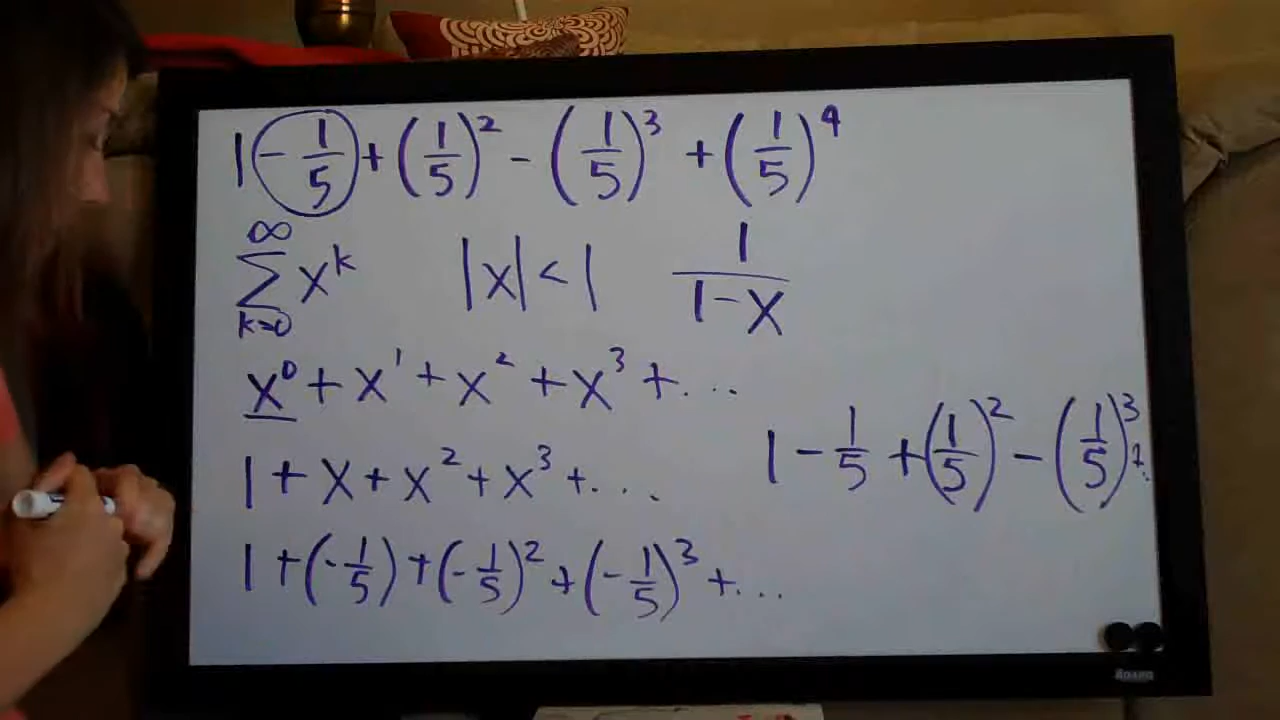 1 - 1/5 + (1/5)^2 - (1/5)^3 + (1/5)^4
∞
∑ x^k |x| < 1 1/(1-x)
k=0
x^0 + x^1 + x^2 + x^3 + ...
1 + x + x^2 + x^3 + ...
1 - 1/5 + (1/5)^2 - (1/5)^3 + ...
1 + (-1/5) + (-1/5)^2 + (-1/5)^3 + ...
BOARD